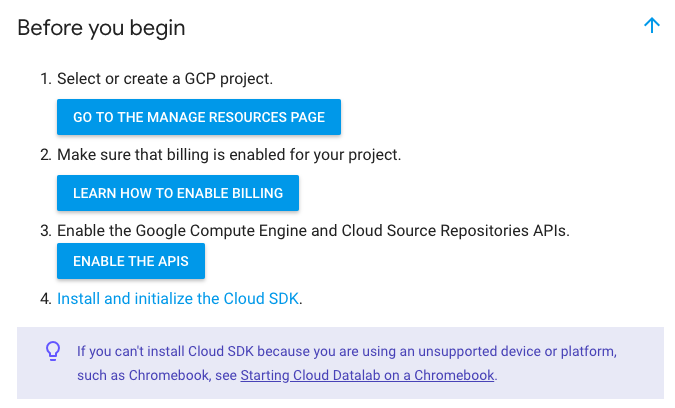 Before you begin
1. Select or create a GCP project.
GO TO THE MANAGE RESOURCES PAGE
2. Make sure that billing is enabled for your project.
LEARN HOW TO ENABLE BILLING
3. Enable the Google Compute Engine and Cloud Source Repositories APIs.
ENABLE THE APIS
4. Install and initialize the Cloud SDK.
If you can't install Cloud SDK because you are using an unsupported device or platform,
such as Chromebook, see Starting Cloud Datalab on a Chromebook.